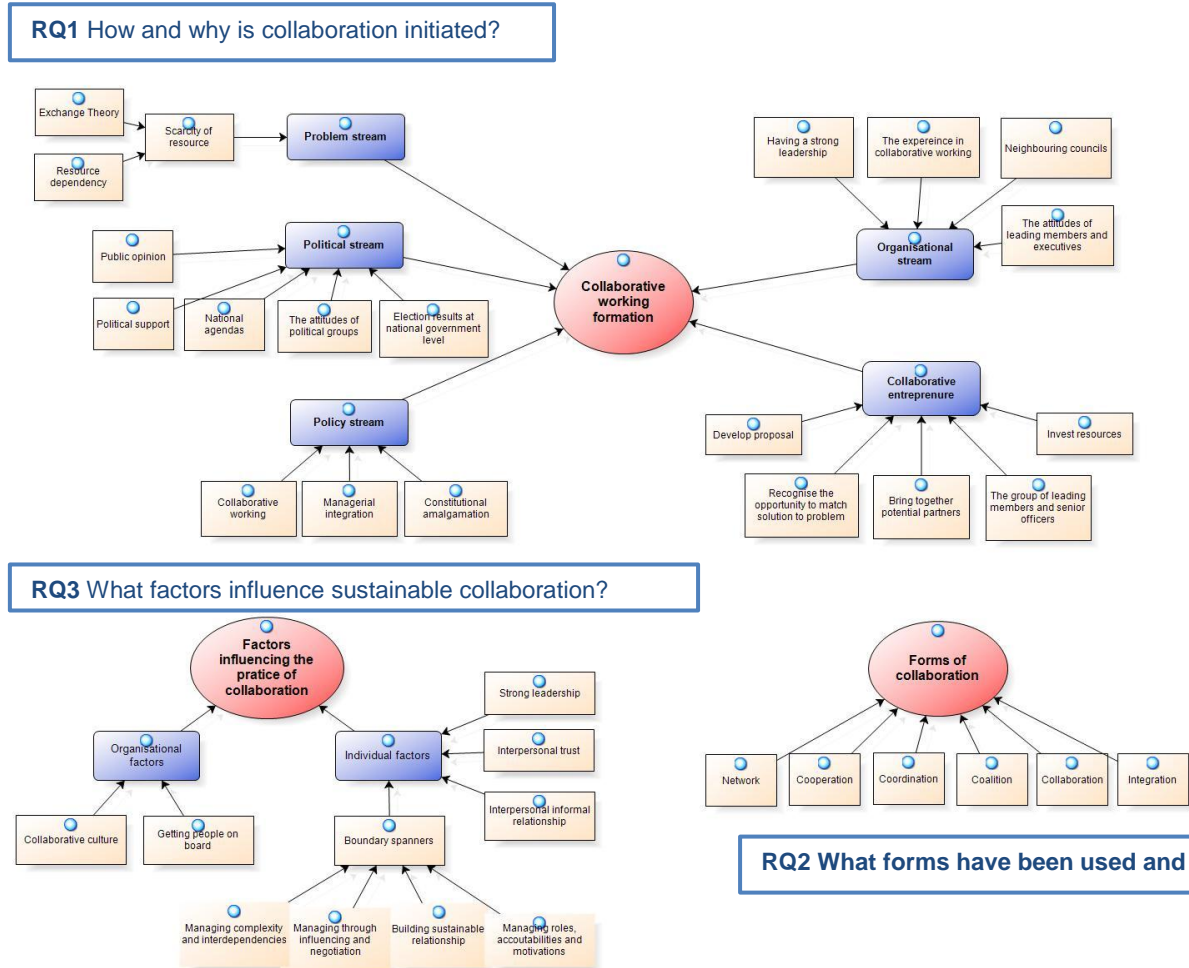 RQ1 How and why is collaboration initiated?
Exchange Theory
Scarcity of
resource
Resource
dependency
Problem stream
Public opinion
Political support
National
agendas
The attitudes of
political groups
Election results at
national government
level
Political stream
Policy stream
Collaborative
working
Managerial
integration
Constitutional
amalgamation
Collaborative
working
formation
Having a strong
leadership
The expereince in
collaborative working
Neighbouring councils
The attitudes of
leading members and
executives
Organisational
stream
Collaborative
entreprenure
Develop proposal
Recognise the
opportunity to match
solution to problem
Bring together
potential partners
The group of leading
members and senior
officers
Invest resources
RQ3 What factors influence sustainable collaboration?
Factors
influencing the
pratice of
collaboration
Organisational
factors
Collaborative culture
Getting people on
board
Individual factors
Strong leadership
Interpersonal trust
Interpersonal informal
relationship
Boundary spanners
Managing complexity
and interdependencies
Managing through
influencing and
negotiation
Building sustainable
relationship
Managing roles,
accoutabilities and
motivations
Forms of
collaboration
Network
Cooperation
Coordination
Coalition
Collaboration
Integration
RQ2 What forms have been used and